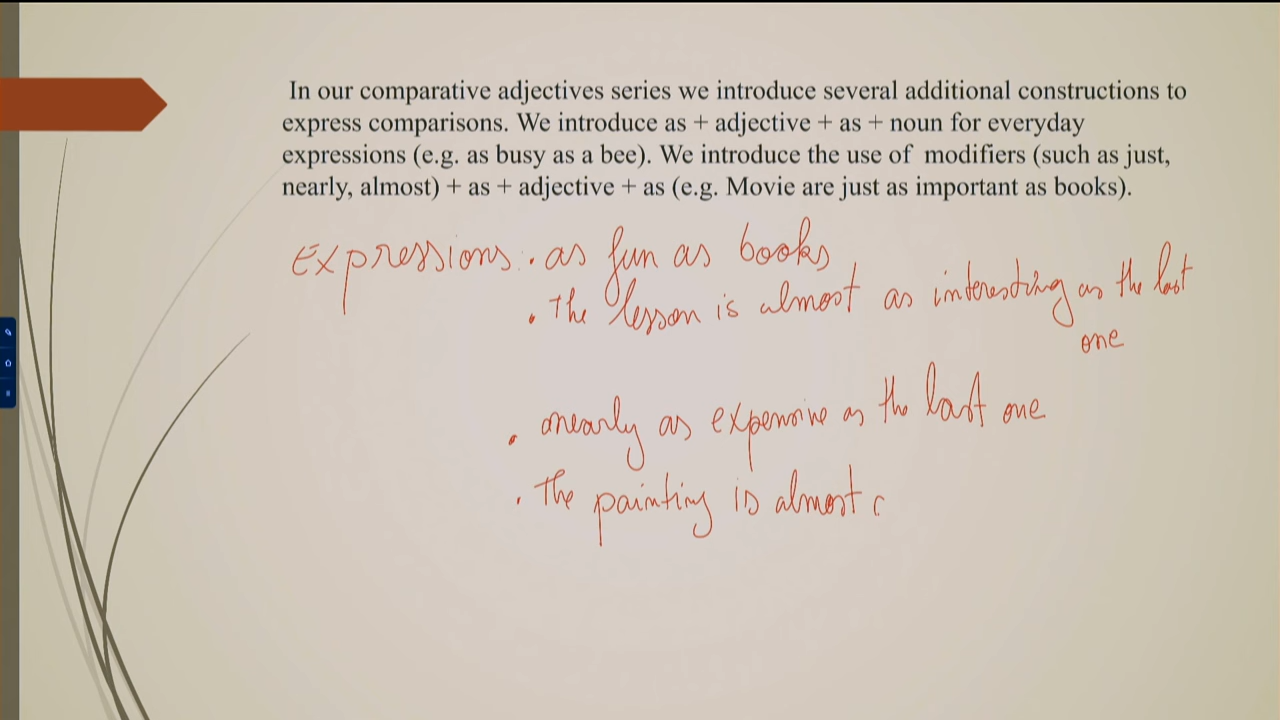 In our comparative adjectives series we introduce several additional constructions to
express comparisons. We introduce as + adjective + as + noun for everyday
expressions (e.g. as busy as a bee). We introduce the use of modifiers (such as just,
nearly, almost) + as + adjective + as (e.g. Movie are just as important as books).
Expressions: . as fun as books
. The lesson is almost as interesting as the last
one
. nearly as expensive as the last one
. The painting is almost a